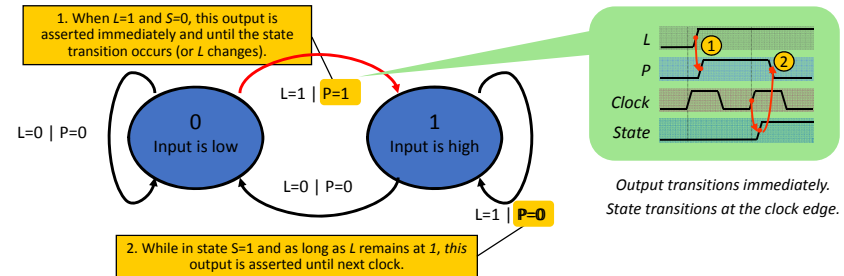 1. When L=1 and S=0, this output is
asserted immediately and until the state
transition occurs (or L changes).
L=1 | P=1
0
Input is low
1
Input is high
L=0 | P=0
L=0 | P=0
L=1 | P=0
2. While in state S=1 and as long as L remains at 1, this
output is asserted until next clock.
L
P
Clock
State
1
2
Output transitions immediately.
State transitions at the clock edge.